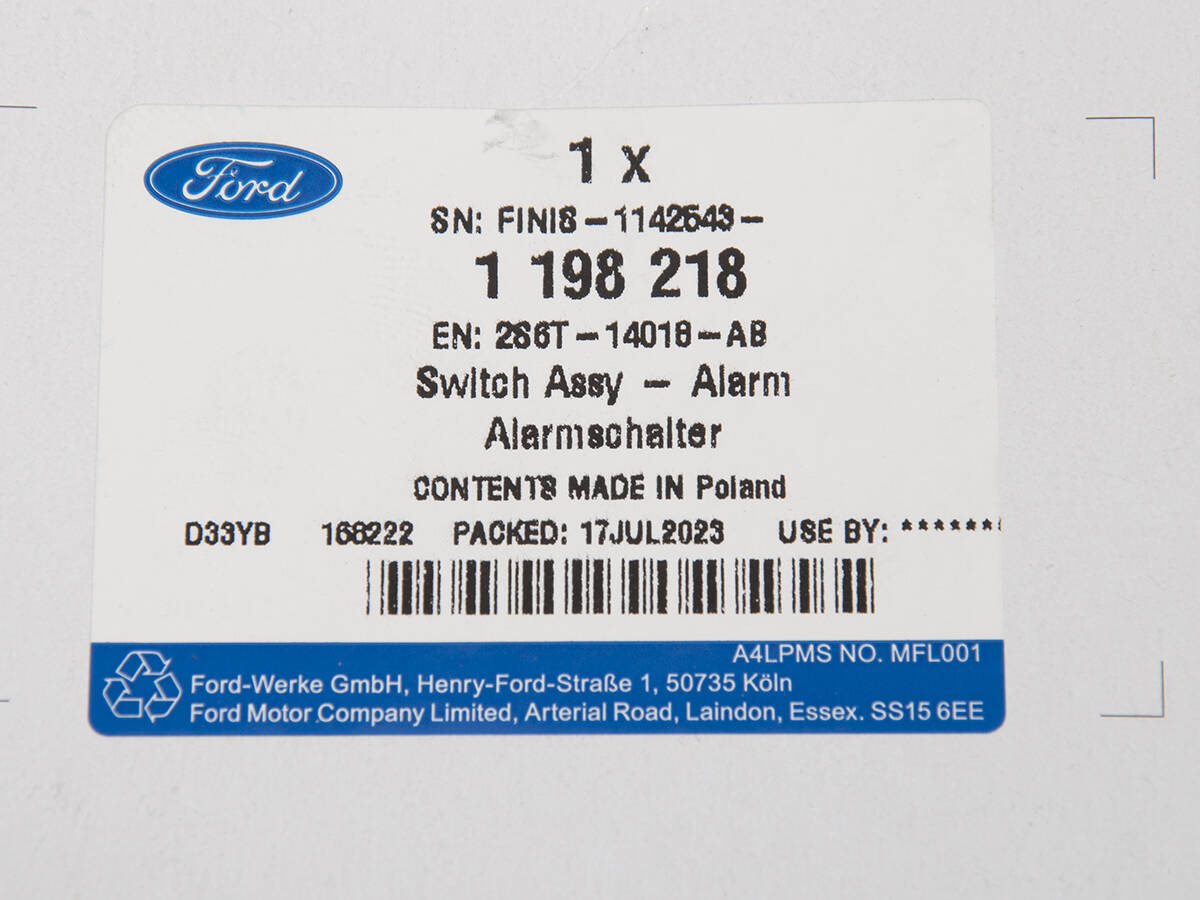 Ford
1 x
SN: FINIS-1142543-
1 198 218
EN: 2S6T-14018-AB
Switch Assy - Alarm
Alarmschalter
CONTENTS MADE IN Poland
D33YB 168222 PACKED: 17JUL2023 USE BY: *******
A4LPMS NO. MFL001
Ford-Werke GmbH, Henry-Ford-Straße 1, 50735 Köln
Ford Motor Company Limited, Arterial Road, Laindon, Essex. SS15 6EE